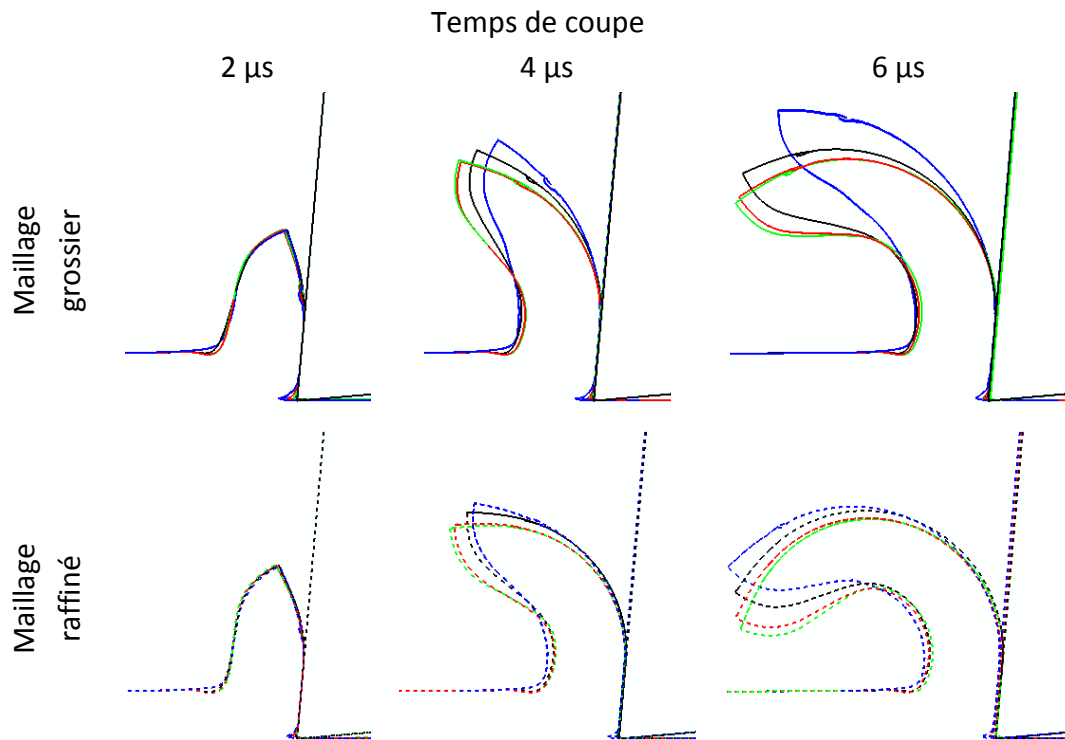 Temps de coupe
2 µs
4 µs
6 µs
Maillage
grossier
Maillage
raffiné